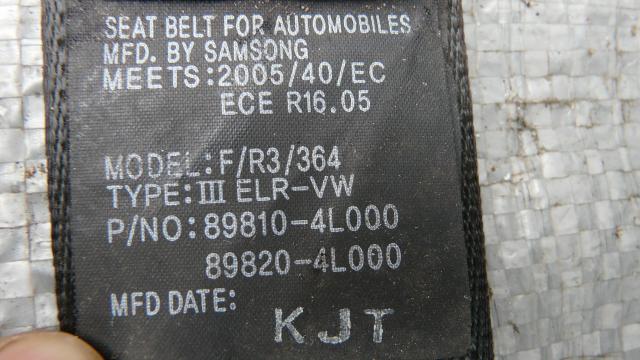 SEAT BELT FOR AUTOMOBILES
MFD. BY SAMSONG
MEETS:2005/40/EC
ECE R16.05
MODEL:F/R3/364
TYPE:III ELR-VW
P/NO:89810-4L000
89820-4L000
MFD DATE:
KJT